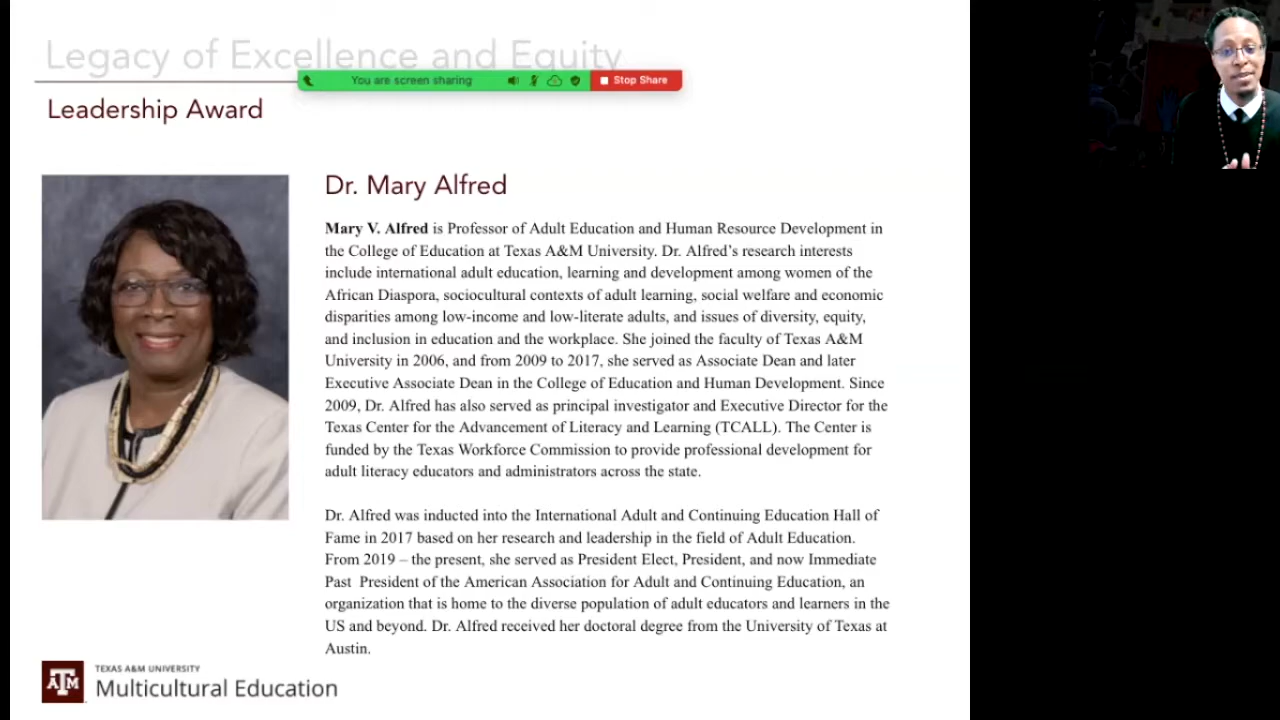 Legacy of Excellence and Equity
You are screen sharing
Stop Share
Leadership Award
Dr. Mary Alfred
Mary V. Alfred is Professor of Adult Education and Human Resource Development in
the College of Education at Texas A&M University. Dr. Alfred's research interests
include international adult education, learning and development among women of the
African Diaspora, sociocultural contexts of adult learning, social welfare and economic
disparities among low-income and low-literate adults, and issues of diversity, equity,
and inclusion in education and the workplace. She joined the faculty of Texas A&M
University in 2006, and from 2009 to 2017, she served as Associate Dean and later
Executive Associate Dean in the College of Education and Human Development. Since
2009, Dr. Alfred has also served as principal investigator and Executive Director for the
Texas Center for the Advancement of Literacy and Learning (TCALL). The Center is
funded by the Texas Workforce Commission to provide professional development for
adult literacy educators and administrators across the state.
Dr. Alfred was inducted into the International Adult and Continuing Education Hall of
Fame in 2017 based on her research and leadership in the field of Adult Education.
From 2019 – the present, she served as President Elect, President, and now Immediate
Past President of the American Association for Adult and Continuing Education, an
organization that is home to the diverse population of adult educators and learners in the
US and beyond. Dr. Alfred received her doctoral degree from the University of Texas at
Austin.
ATM
TEXAS A&M UNIVERSITY
Multicultural Education